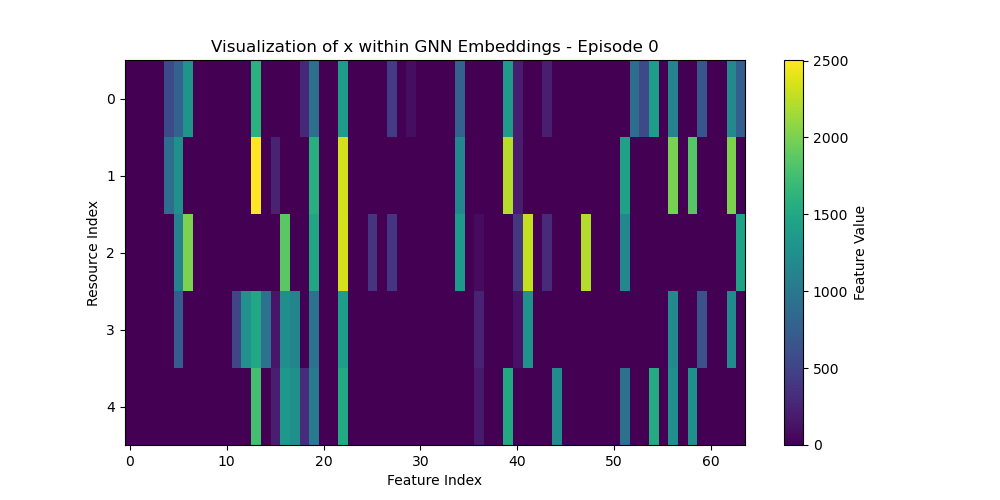 Visualization of x within GNN Embeddings - Episode 0
Resource Index
0
1
2
3
4
0 10 20 30 40 50 60
Feature Index
2500
2000
1500
1000
500
0
Feature Value